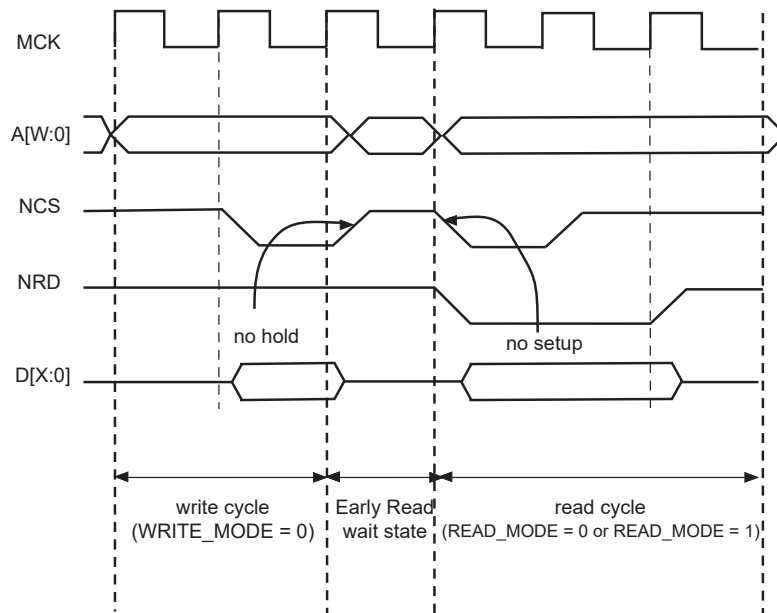 MCK
A[W:0]
NCS
NRD
no hold
no setup
D[X:0]
write cycle
(WRITE_MODE = 0)
Early Read
wait state
read cycle
(READ_MODE = 0 or READ_MODE = 1)